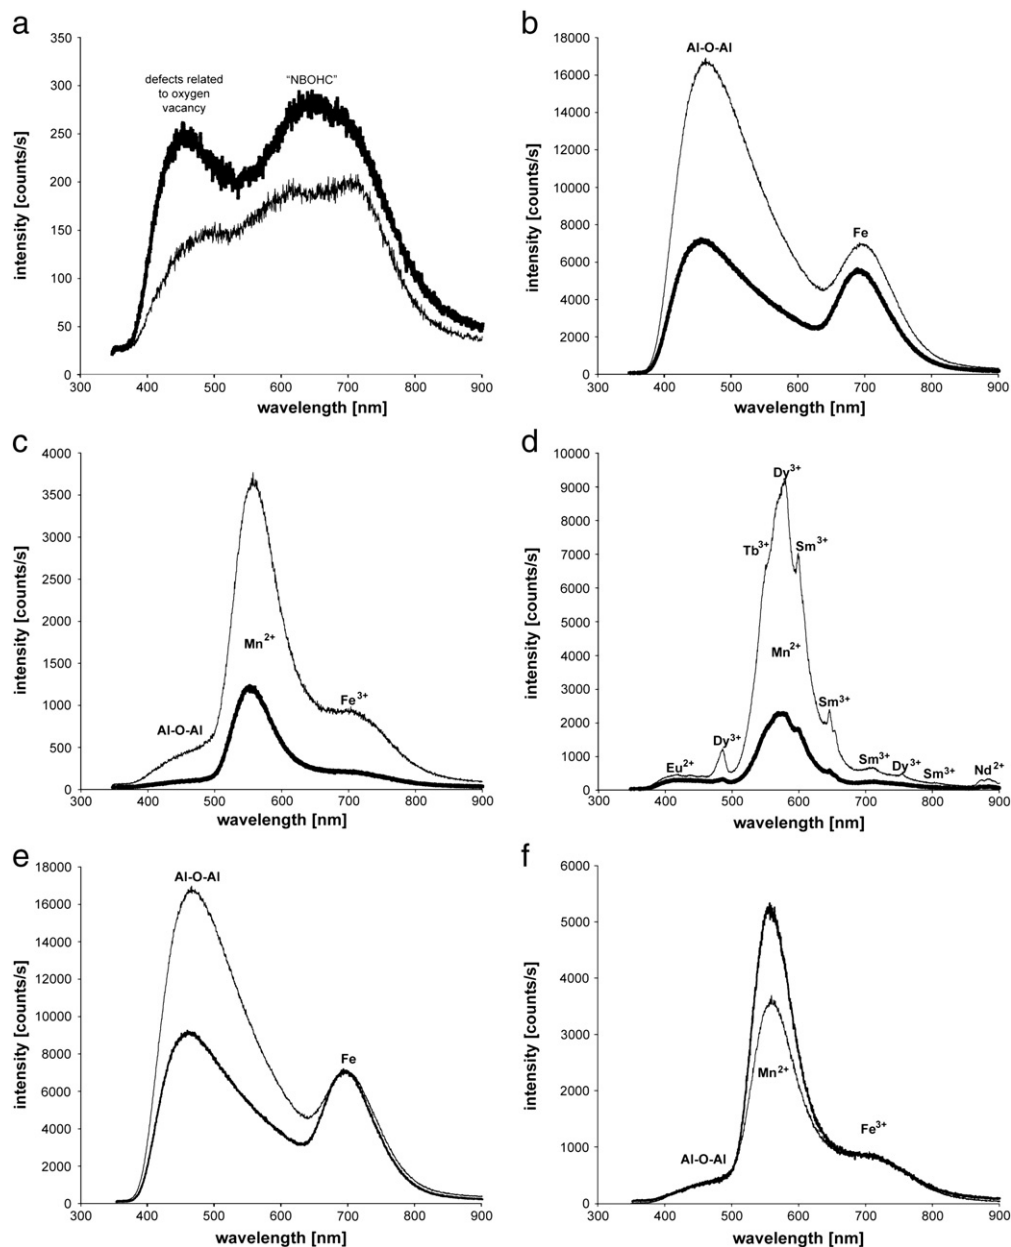 a
350
300
250
200
150
100
50
0
intensity [counts/s]
defects related
to oxygen
vacancy
“NBOHC”
300 400 500 600 700 800 900
wavelength [nm]
b
18000
16000
14000
12000
10000
8000
6000
4000
2000
0
intensity [counts/s]
Al-O-Al
Fe
300 400 500 600 700 800 900
wavelength [nm]
c
4000
3500
3000
2500
2000
1500
1000
500
0
intensity [counts/s]
Mn2+
Fe3+
Al-O-Al
300 400 500 600 700 800 900
wavelength [nm]
d
10000
9000
8000
7000
6000
5000
4000
3000
2000
1000
0
intensity [counts/s]
Dy3+
Tb3+ Sm3+
Mn2+
Sm3+
Dy3+
Eu2+ Sm3+ Dy3+ Sm3+ Nd2+
300 400 500 600 700 800 900
wavelength [nm]
e
18000
16000
14000
12000
10000
8000
6000
4000
2000
0
intensity [counts/s]
Al-O-Al
Fe
300 400 500 600 700 800 900
wavelength [nm]
f
6000
5000
4000
3000
2000
1000
0
intensity [counts/s]
Mn2+
Fe3+
Al-O-Al
300 400 500 600 700 800 900
wavelength [nm]